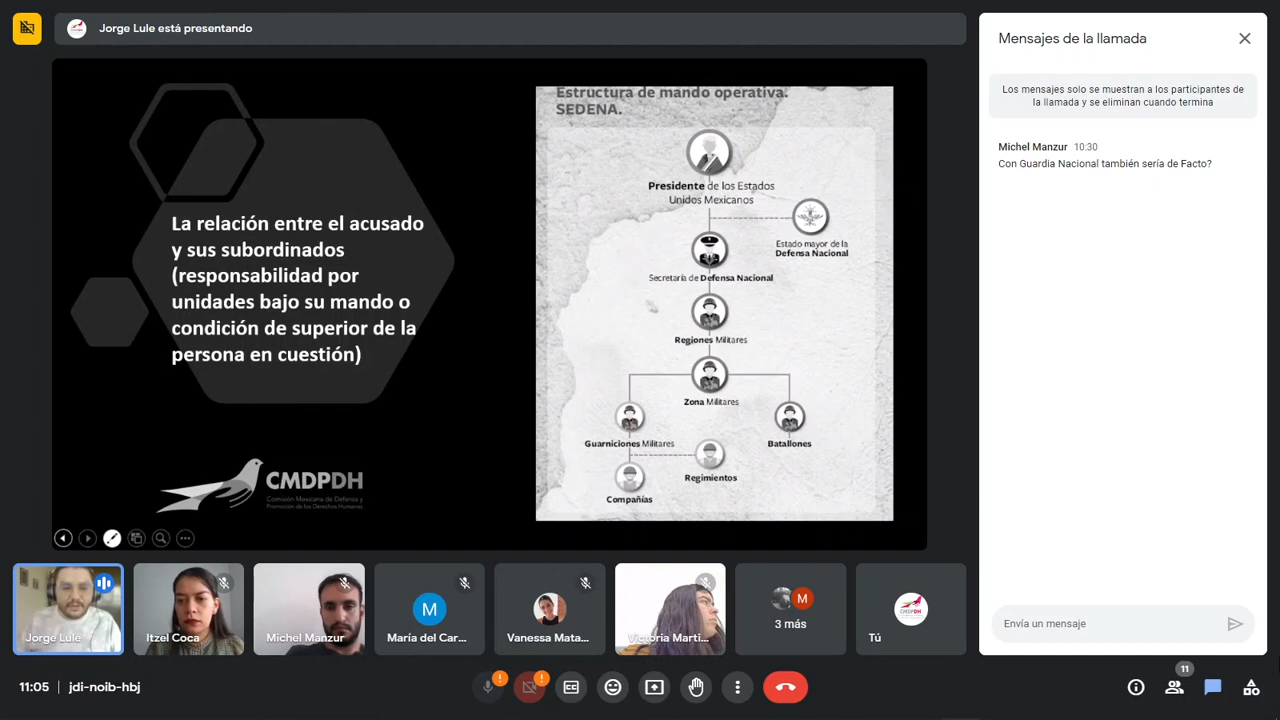 Jorge Lule está presentando
Estructura de mando operativa.
SEDENA.
Presidente de los Estados
Unidos Mexicanos
Estado mayor de la
Defensa Nacional
Secretaría de Defensa Nacional
Regiones Militares
Zona Militares
Guarniciones Militares
Batallones
Regimientos
Compañías
La relación entre el acusado
y sus subordinados
(responsabilidad por
unidades bajo su mando o
condición de superior de la
persona en cuestión)
CMDPDH
Comisión Mexicana de Defensa y
Promoción de los Derechos Humanos
Mensajes de la llamada
Los mensajes solo se muestran a los participantes de
la llamada y se eliminan cuando termina
Michel Manzur 10:30
Con Guardia Nacional también sería de Facto?
Envía un mensaje
Jorge Lule
Itzel Coca
Michel Manzur
M
María del Car...
Vanessa Mata...
Victoria Marti...
M
3 más
Tú
11:05 | jdi-noib-hbj
11